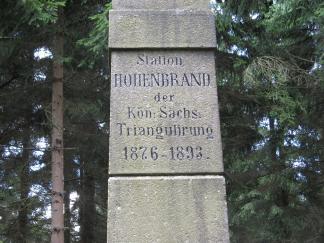 Station
HOHENBRAND
der
Kön: Sächs:
Triangulirung
1876-1893.